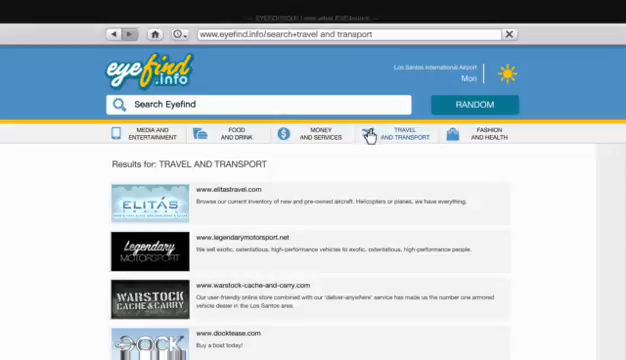 www.eyefind.info/search+travel and transport
eyefind
.info
Los Santos International Airport
Mon
Search Eyefind
RANDOM
MEDIA AND
ENTERTAINMENT
FOOD
AND DRINK
MONEY
AND SERVICES
TRAVEL
AND TRANSPORT
FASHION
AND HEALTH
Results for: TRAVEL AND TRANSPORT
ELITÁS
TRAVEL
www.elitastravel.com
Browse our current inventory of new and pre-owned aircraft. Helicopters or planes, we have everything.
Legendary
MOTORSPORT
www.legendarymotorsport.net
We sell exotic, ostentatious, high-performance vehicles to exotic, ostentatious, high-performance people.
WARSTOCK
CACHE & CARRY
www.warstock-cache-and-carry.com
Our user-friendly online store combined with our 'deliver-anywhere' service has made us the number one armored
vehicle dealer in the Los Santos area.
DOCK
www.docktease.com
Buy a boat today!